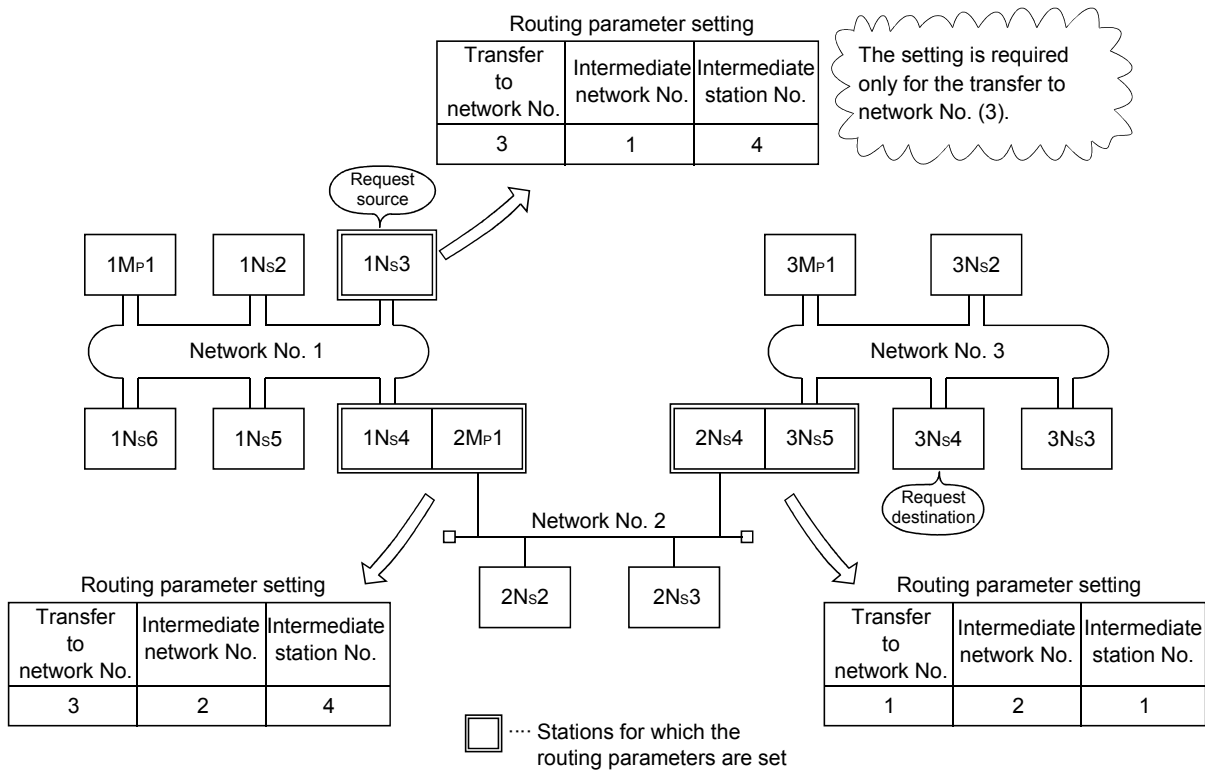 Routing parameter setting
Transfer
to
network No.
Intermediate
network No.
Intermediate
station No.
3
1
4
The setting is required
only for the transfer to
network No. (3).
Request
source
1MP1
1NS2
1NS3
3MP1
3NS2
Network No. 1
Network No. 3
1NS6
1NS5
1NS4
2MP1
2NS4
3NS5
3NS4
3NS3
Request
destination
Network No. 2
2NS2
2NS3
Routing parameter setting
Transfer
to
network No.
Intermediate
network No.
Intermediate
station No.
3
2
4
Routing parameter setting
Transfer
to
network No.
Intermediate
network No.
Intermediate
station No.
1
2
1
···· Stations for which the
routing parameters are set